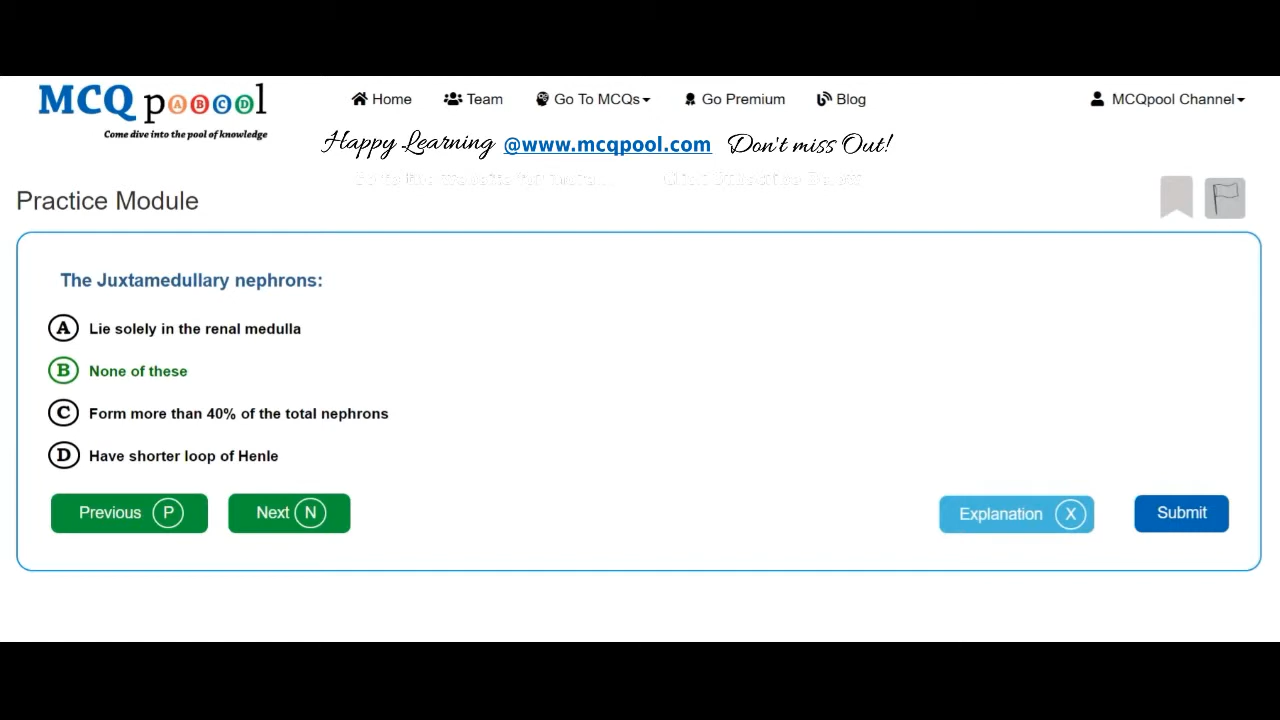 MCQ pABCDl
Come dive into the pool of knowledge
Home Team Go To MCQs Go Premium Blog MCQpool Channel
Happy Learning @www.mcqpool.com Don't miss Out!
Practice Module
The Juxtamedullary nephrons:
A Lie solely in the renal medulla
B None of these
C Form more than 40% of the total nephrons
D Have shorter loop of Henle
Previous P Next N Explanation X Submit